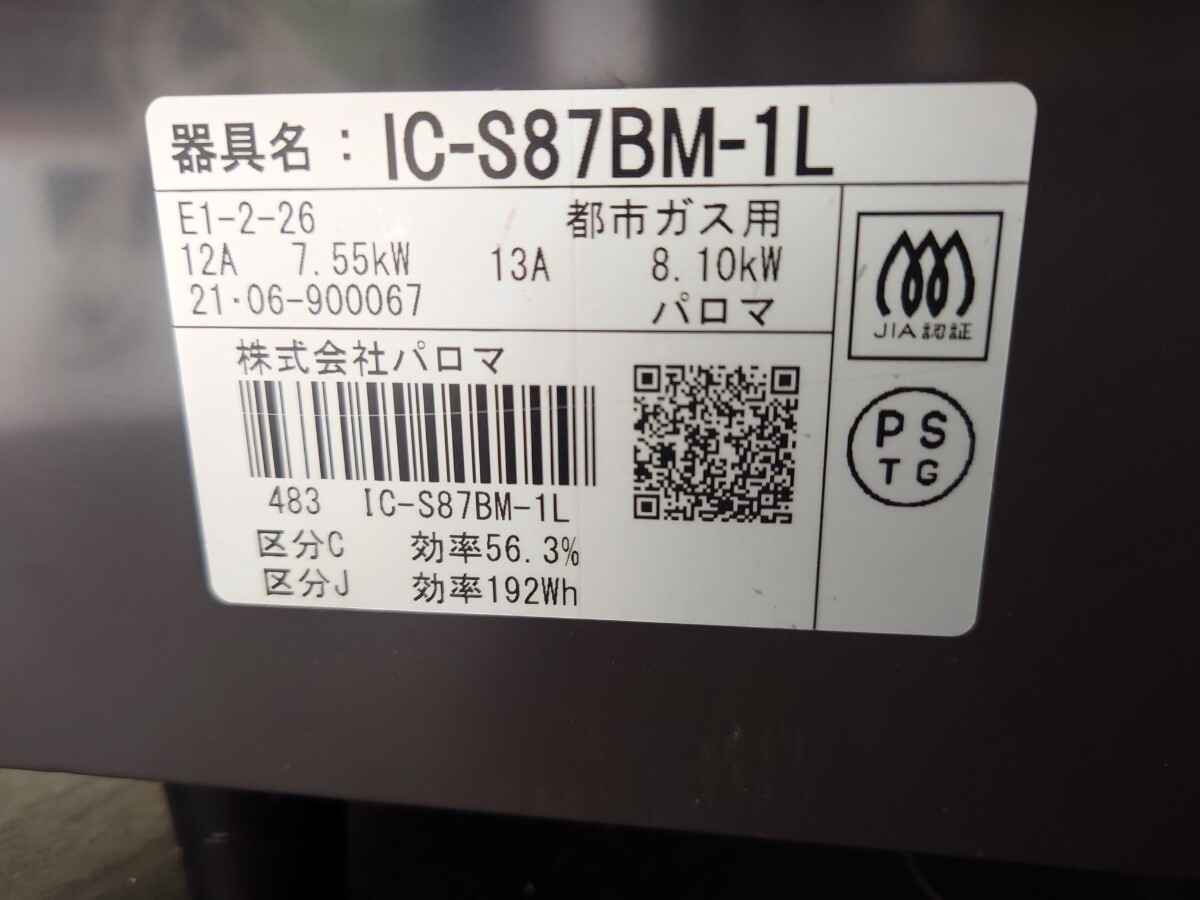 器具名：IC-S87BM-1L
E1-2-26 都市ガス用
12A 7.55kW 13A 8.10kW
21・06-900067 パロマ
JIA認証
株式会社パロマ
PS
TG
483 IC-S87BM-1L
区分C 効率56.3%
区分J 効率192Wh